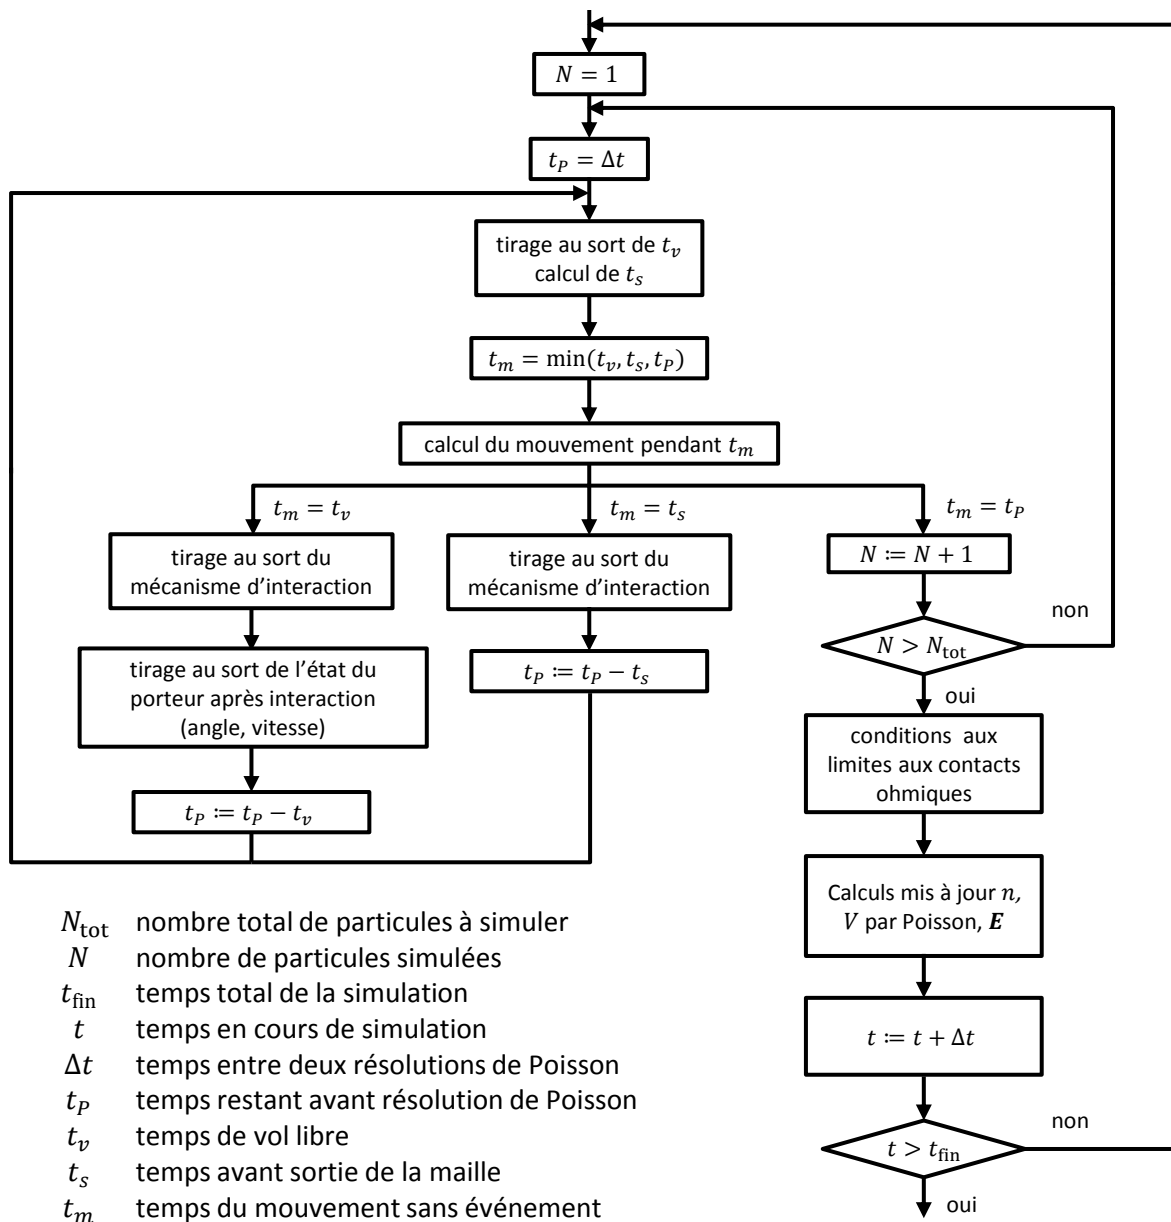 N = 1
t_P = Δt
tirage au sort de t_v
calcul de t_s
t_m = min(t_v, t_s, t_P)
calcul du mouvement pendant t_m
t_m = t_v
t_m = t_s
t_m = t_P
tirage au sort du
mécanisme d’interaction
tirage au sort du
mécanisme d’interaction
N ≔ N + 1
non
N > N_tot
oui
tirage au sort de l’état du
porteur après interaction
(angle, vitesse)
t_P ≔ t_P − t_s
t_P ≔ t_P − t_v
conditions aux
limites aux contacts
ohmiques
Calculs mis à jour n,
V par Poisson, E
t ≔ t + Δt
non
t > t_fin
oui
N_tot nombre total de particules à simuler
N nombre de particules simulées
t_fin temps total de la simulation
t temps en cours de simulation
Δt temps entre deux résolutions de Poisson
t_P temps restant avant résolution de Poisson
t_v temps de vol libre
t_s temps avant sortie de la maille
t_m temps du mouvement sans événement